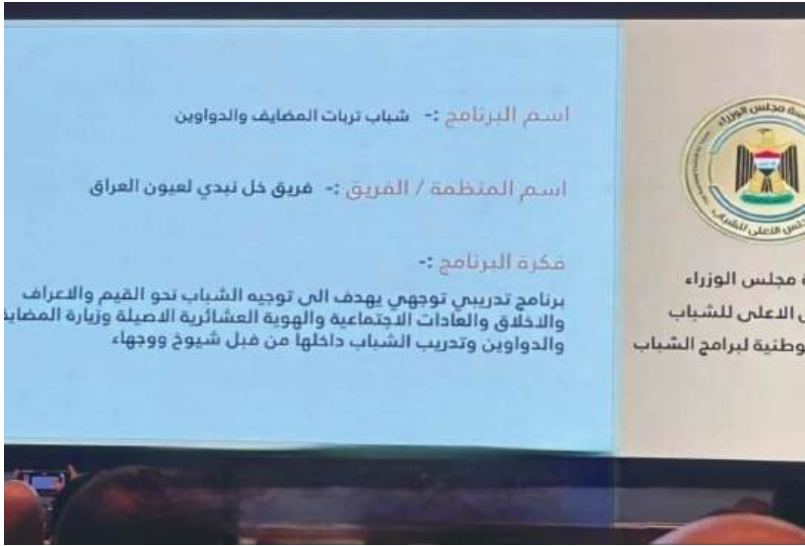 اسم البرنامج :- شباب تربات المضايف والدواوين
اسم المنظمة / الفريق :- فريق خل نبدي لعيون العراق
فكرة البرنامج :-
برنامج تدريبي توجهي يهدف الى توجيه الشباب نحو القيم والاعراف
والاخلاق والعادات الاجتماعية والهوية العشائرية الاصيلة وزيارة المضايف
والدواوين وتدريب الشباب داخلها من قبل شيوخ ووجهاء
مجلس الوزراء
الاعلى للشباب
لبرامج الشباب